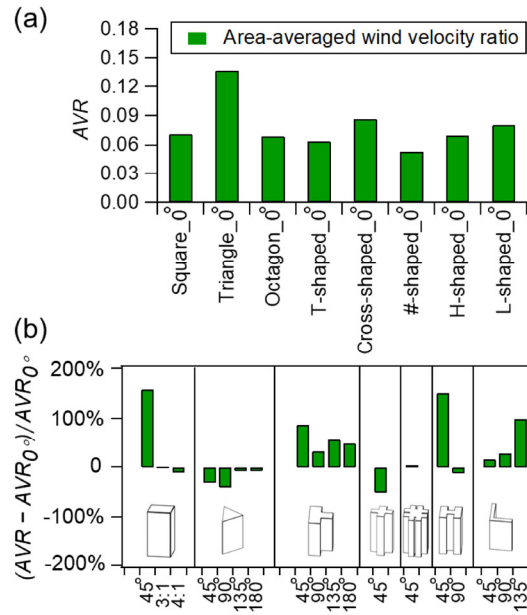 (a)
Area-averaged wind velocity ratio
AVR
0.18
0.15
0.12
0.09
0.06
0.03
0.00
Square_0°
Triangle_0°
Octagon_0°
T-shaped_0°
Cross-shaped_0°
#-shaped_0°
H-shaped_0°
L-shaped_0°
(b)
(AVR – AVR0°)/AVR0°
200%
100%
0
-100%
-200%
45°
3:1
4:1
45°
90°
135°
180°
45°
90°
135°
180°
45°
45°
45°
90°
45°
90°
135°